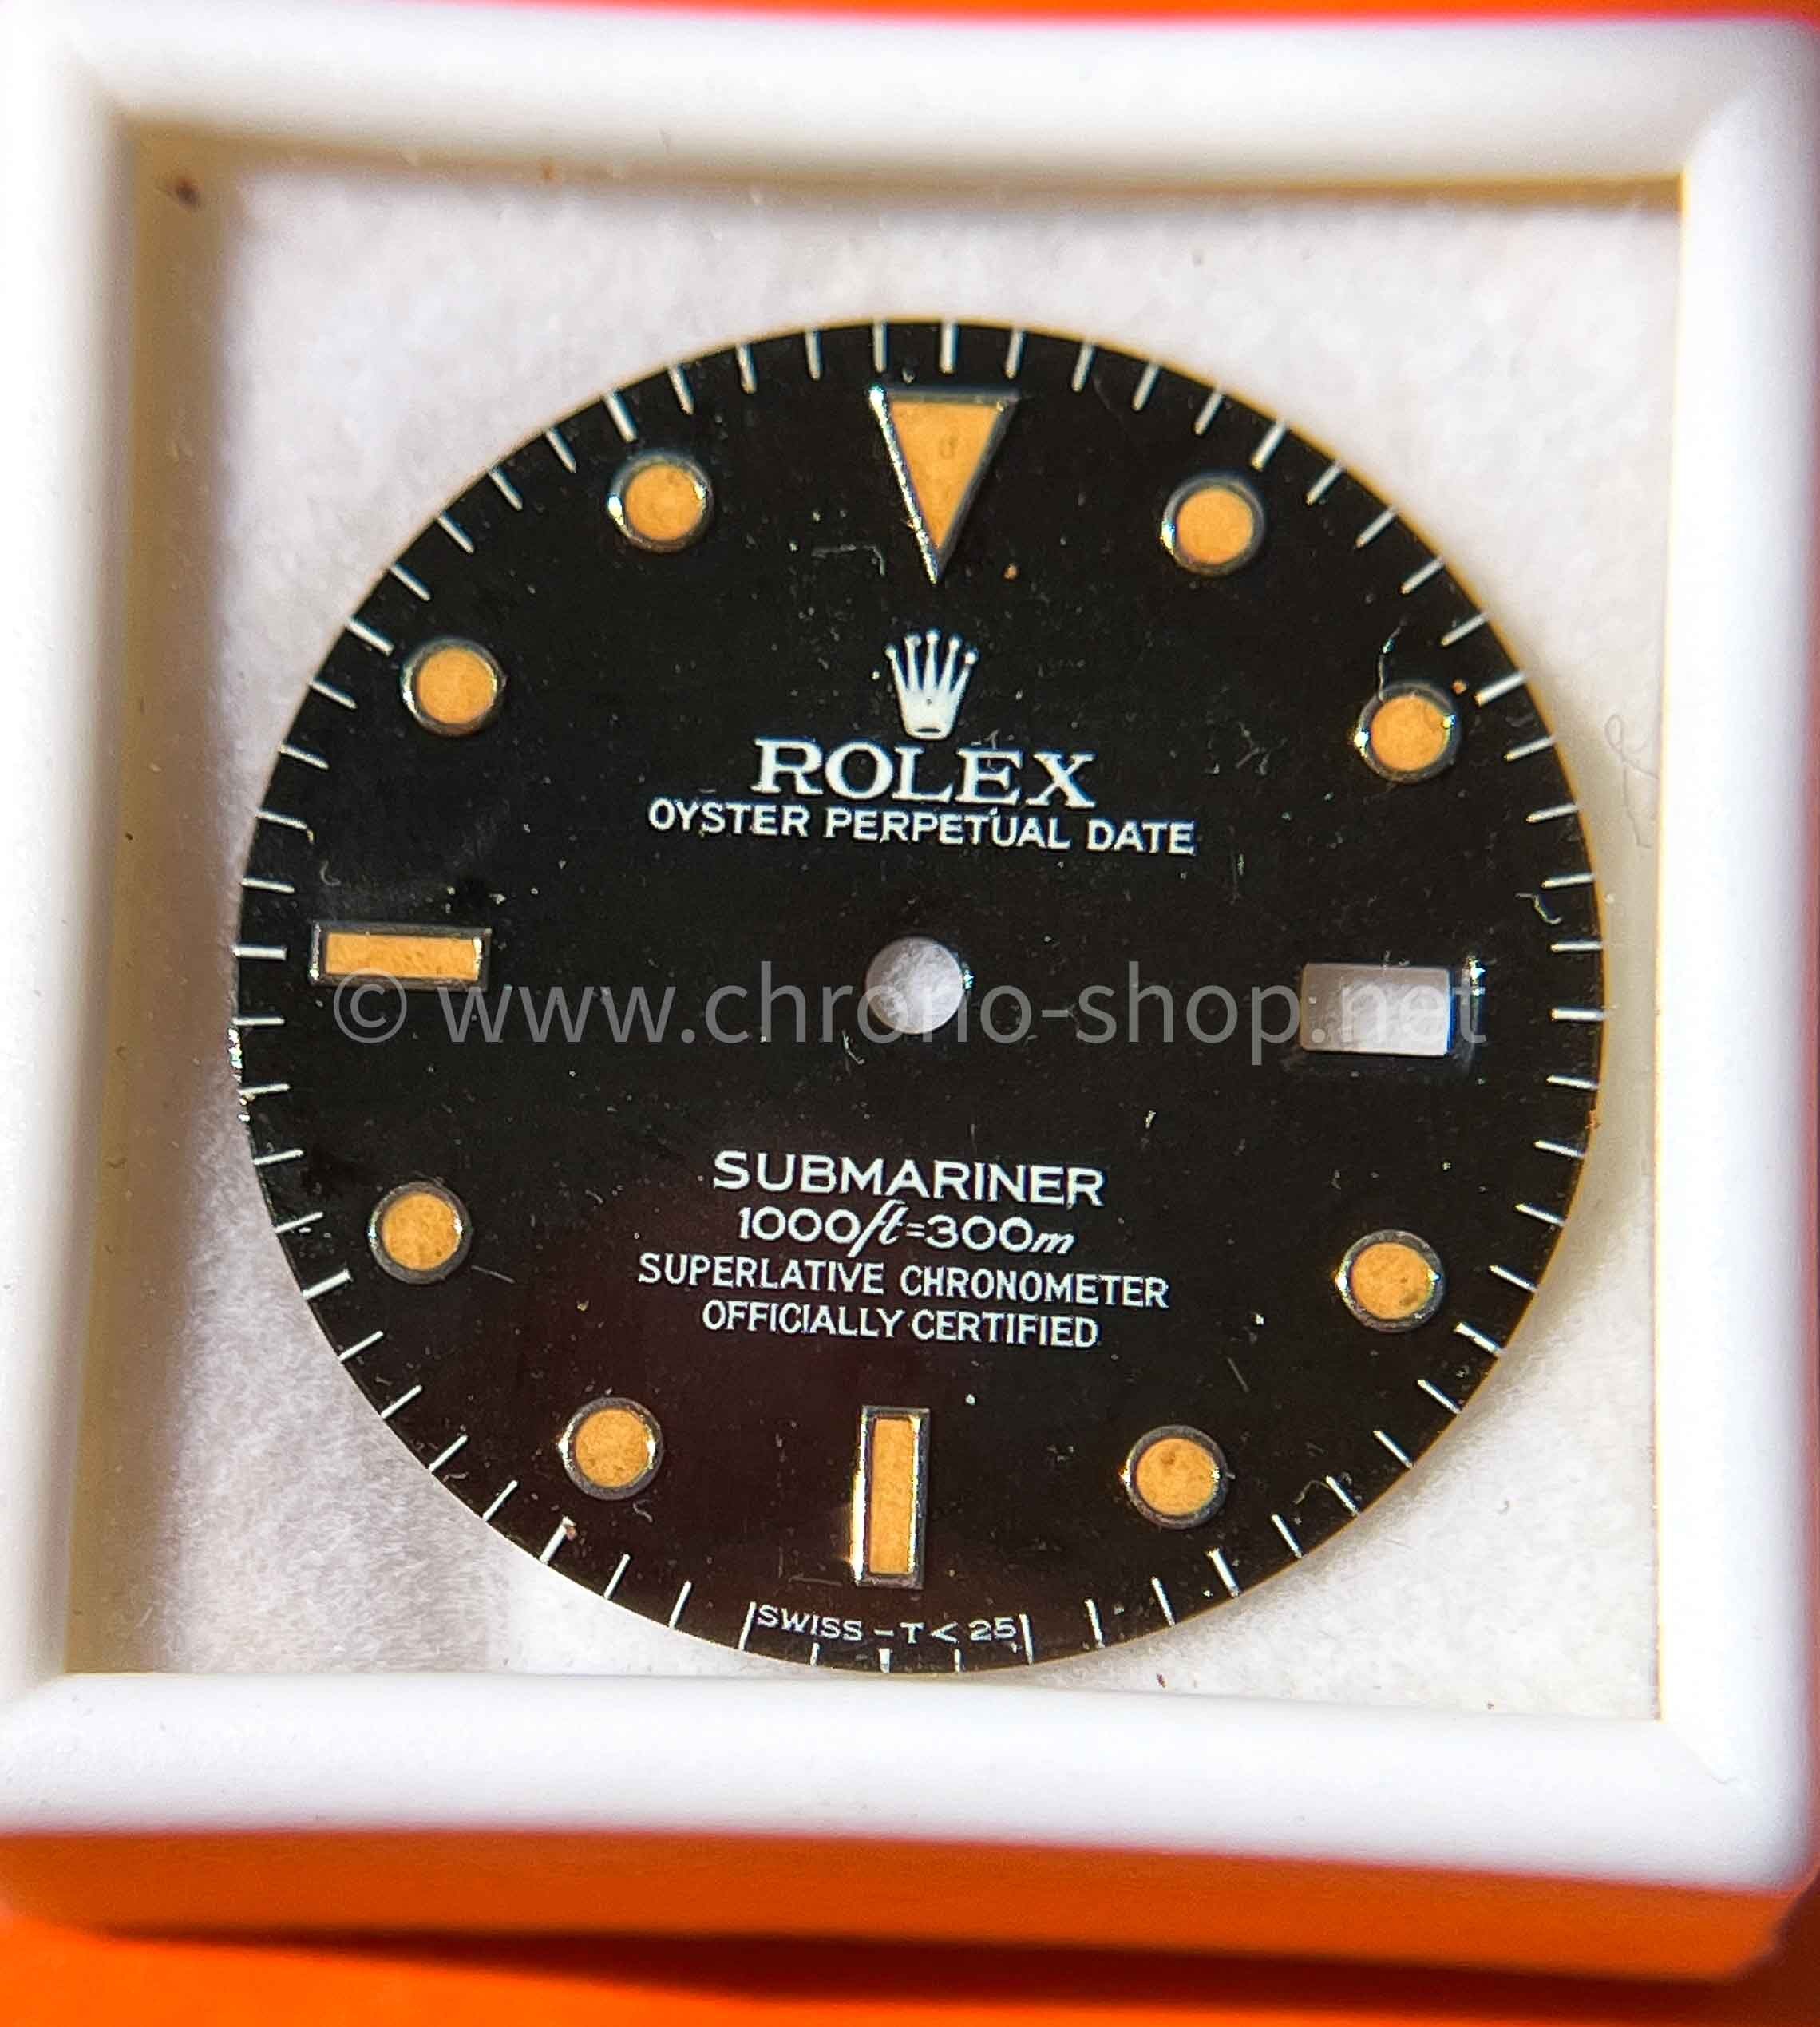 ROLEX
OYSTER PERPETUAL DATE
© www.chrono-shop.net
SUBMARINER
1000ft=300m
SUPERLATIVE CHRONOMETER
OFFICIALLY CERTIFIED
SWISS - T < 25